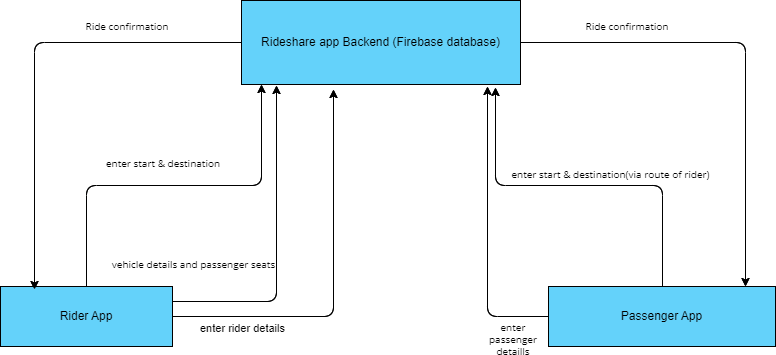 Ride confirmation
Rideshare app Backend (Firebase database)
Ride confirmation
enter start & destination
enter start & destination(via route of rider)
vehicle details and passenger seats
Rider App
enter rider details
enter
passenger
detaills
Passenger App